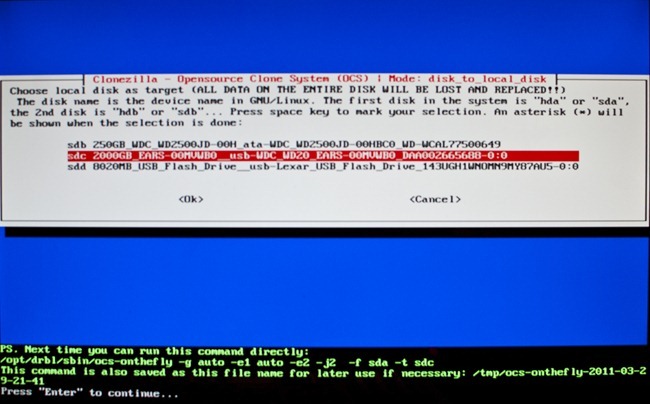 Clonezilla - Opensource Clone System (OCS) | Mode: disk_to_local_disk
Choose local disk as target (ALL DATA ON THE ENTIRE DISK WILL BE LOST AND REPLACED!!)
The disk name is the device name in GNU/Linux. The first disk in the system is "hda" or "sda",
the 2nd disk is "hdb" or "sdb"... Press space key to mark your selection. An asterisk (*) will
be shown when the selection is done:
sdb 250GB_WDC_WD2500JD-00H_ata-WDC_WD2500JD-00HBC0_WD-WCAL77500649
sdc 2000GB_EARS-00MVWB0__usb-WDC_WD20_EARS-00MVWB0_DAA002665688-0:0
sdd 8020MB_USB_Flash_Drive__usb-Lexar_USB_Flash_Drive_143UGH1WNOMN9MY87AU5-0:0
<Ok> <Cancel>
PS. Next time you can run this command directly:
/opt/drbl/sbin/ocs-onthefly -g auto -e1 auto -e2 -j2 -f sda -t sdc
This command is also saved as this file name for later use if necessary: /tmp/ocs-onthefly-2011-03-2
9-21-41
Press "Enter" to continue...